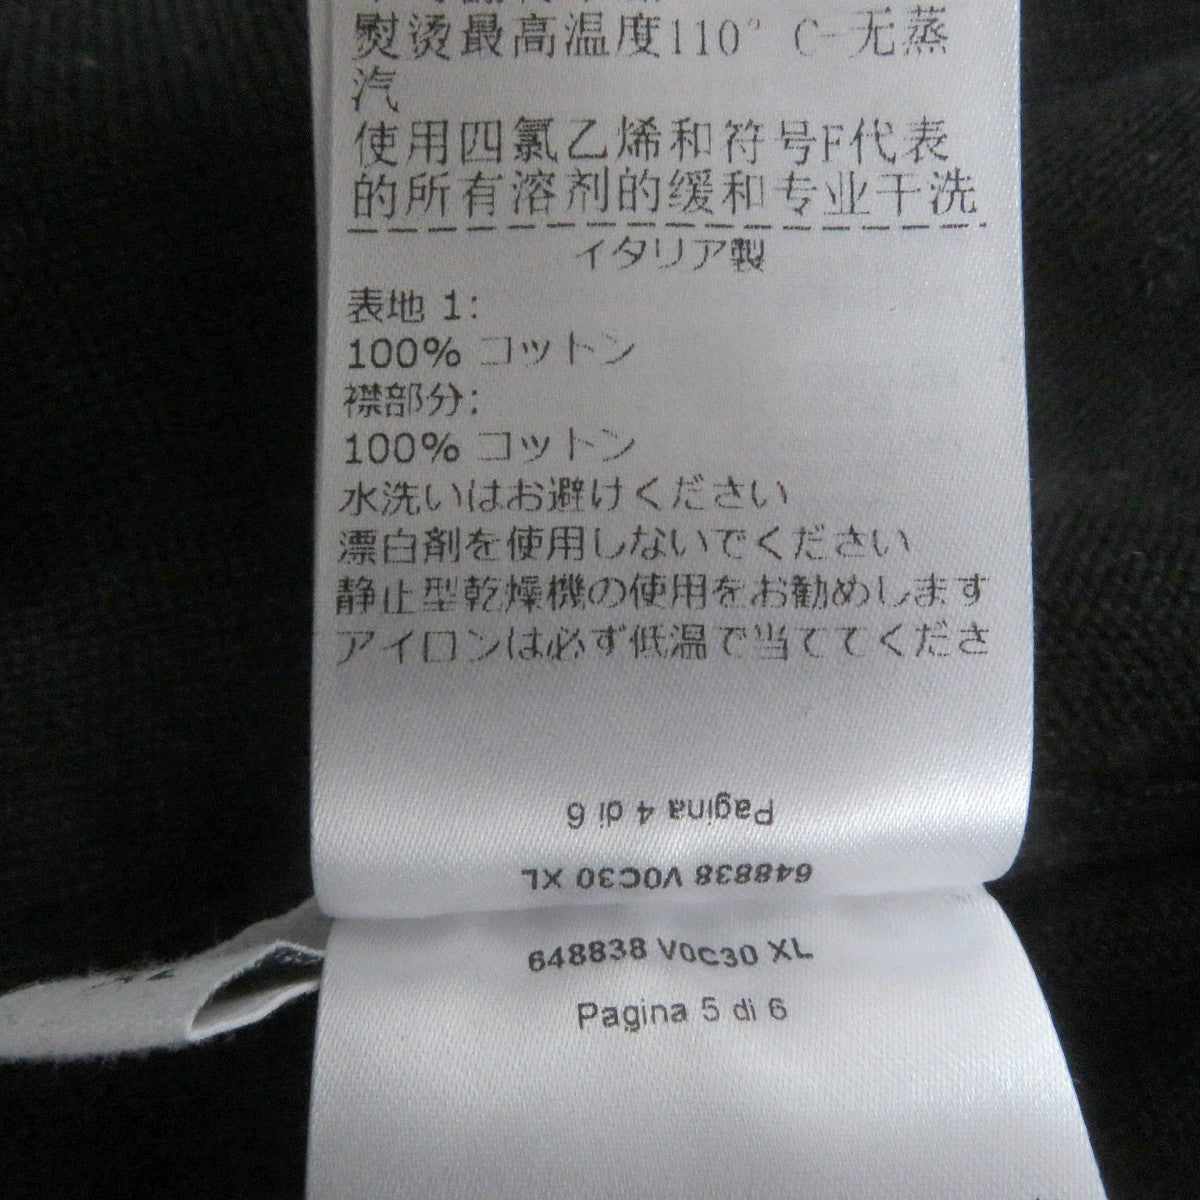 熨烫最高温度110° C-无蒸
汽
使用四氯乙烯和符号F代表
的所有溶剂的缓和专业干洗
イタリア製
表地 1:
100% コットン
襟部分:
100% コットン
水洗いはお避けください
漂白剤を使用しないでください
静止型乾燥機の使用をお勧めします
アイロンは必ず低温で当ててくださ
Pagina 4 di 6
648838 V0C30 XL
648838 V0C30 XL
Pagina 5 di 6